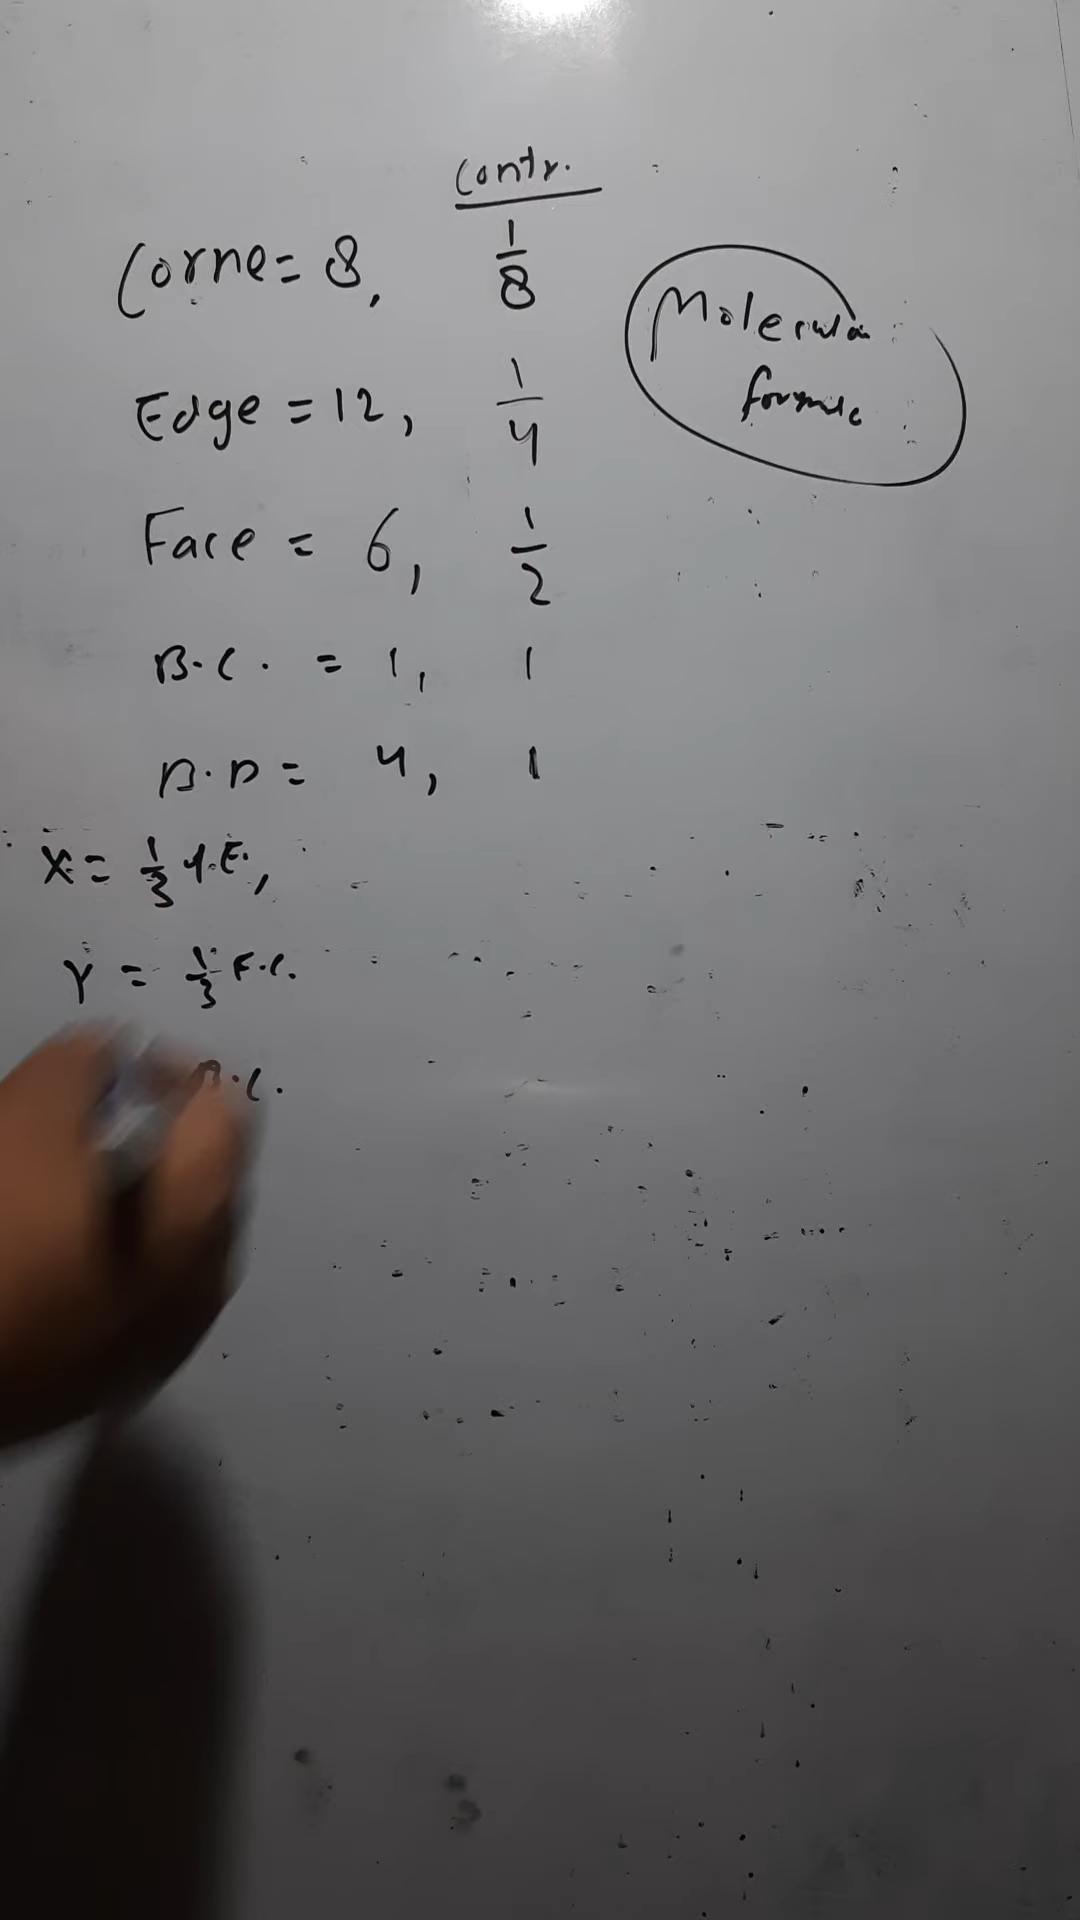 Contr.
Corne = 8, 1/8
Molecula
formula
Edge = 12, 1/4
Face = 6, 1/2
B.C. = 1, 1
B.D = 4, 1
X = 1/3 E.,
Y = 1/3 F.C.
B.C.